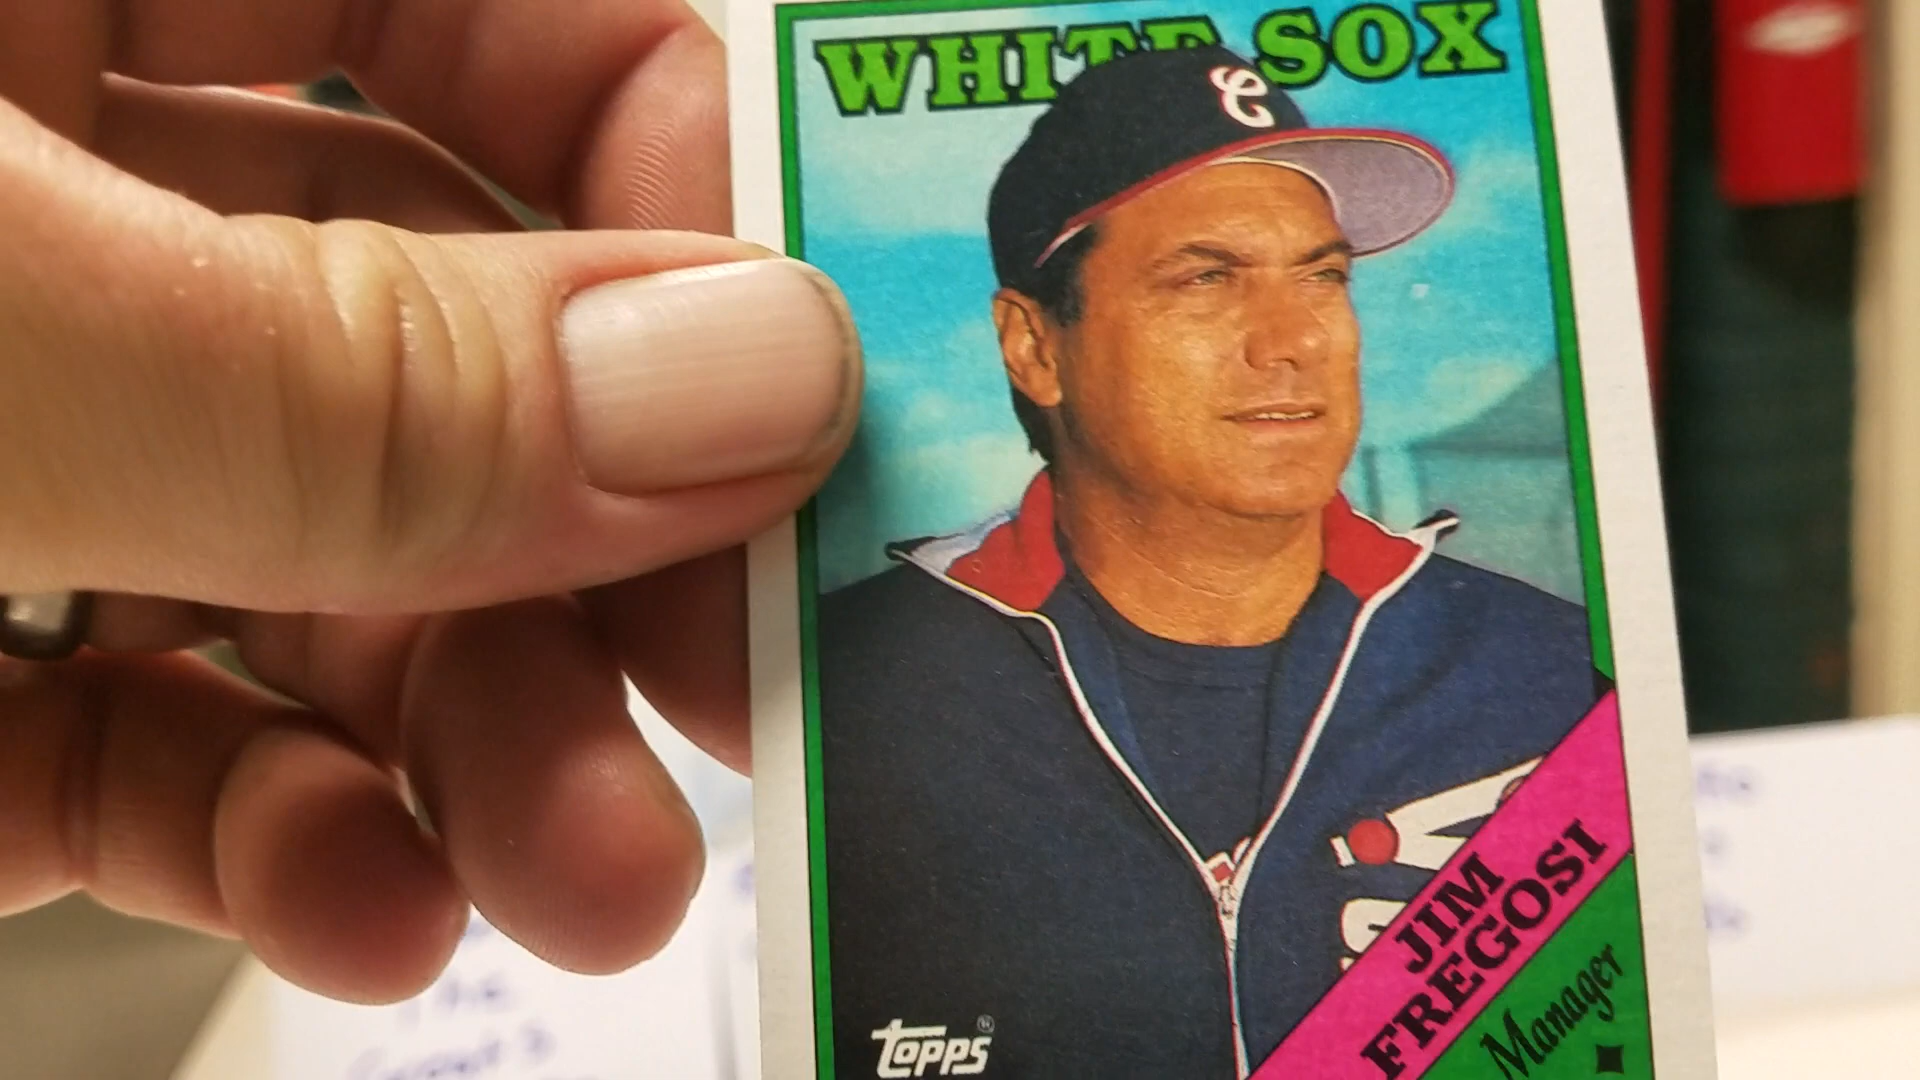 WHITE SOX
C
JIM
FREGOSI
Manager
topps